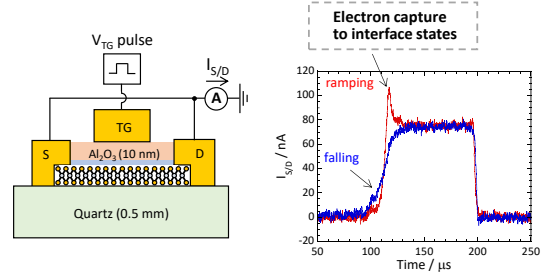 V_TG pulse
I_S/D
A
TG
S
Al₂O₃ (10 nm)
D
Quartz (0.5 mm)
Electron capture
to interface states
ramping
falling
I_S/D / nA
120
100
80
60
40
20
0
-20
50 100 150 200 250
Time / μs